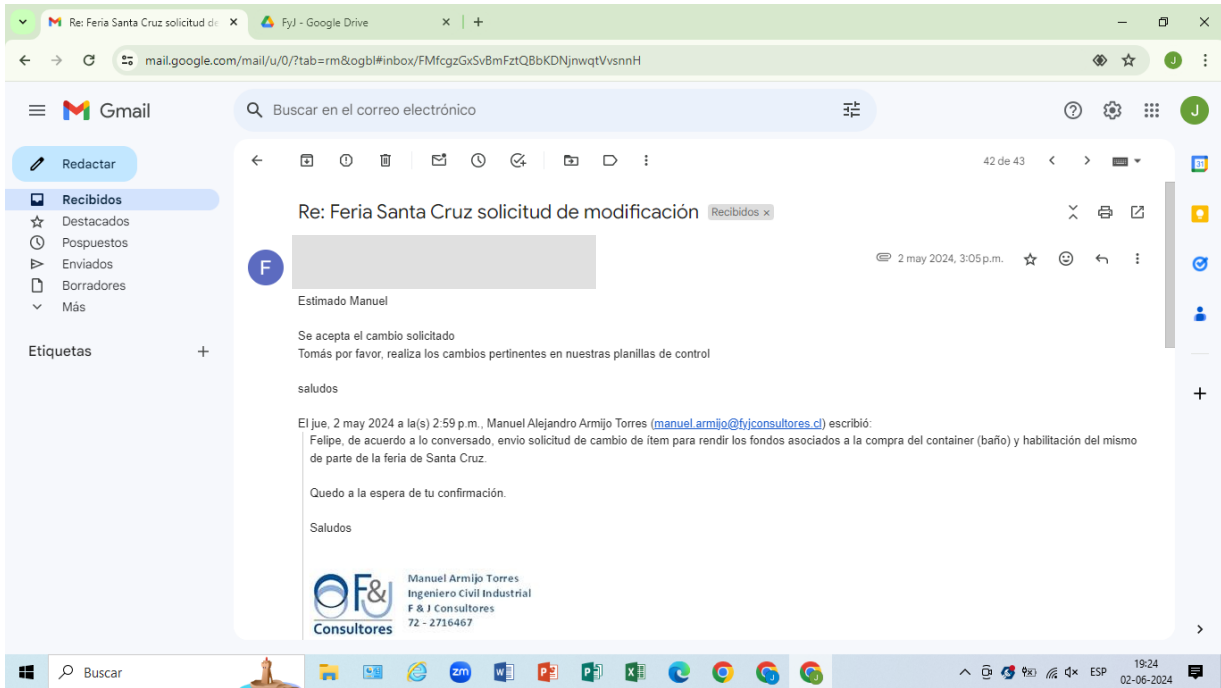 Re: Feria Santa Cruz solicitud de
FyJ - Google Drive
mail.google.com/mail/u/0/?tab=rm&ogbl#inbox/FMfcgzGxSvBmFztQBbKDNjnwqtVvsnnH
J
Gmail
Buscar en el correo electrónico
J
Redactar
42 de 43
31
Recibidos
Re: Feria Santa Cruz solicitud de modificación Recibidos x
Destacados
Pospuestos
Enviados
F
2 may 2024, 3:05 p.m.
Borradores
Más
Etiquetas
Estimado Manuel
Se acepta el cambio solicitado
Tomás por favor, realiza los cambios pertinentes en nuestras planillas de control
saludos
El jue, 2 may 2024 a la(s) 2:59 p.m., Manuel Alejandro Armijo Torres (manuel.armijo@fyjconsultores.cl) escribió:
Felipe, de acuerdo a lo conversado, envio solicitud de cambio de ítem para rendir los fondos asociados a la compra del container (baño) y habilitación del mismo
de parte de la feria de Santa Cruz.
Quedo a la espera de tu confirmación.
Saludos
F&J
Consultores
Manuel Armijo Torres
Ingeniero Civil Industrial
F & J Consultores
72 - 2716467
Buscar
zm
ESP
19:24
02-06-2024